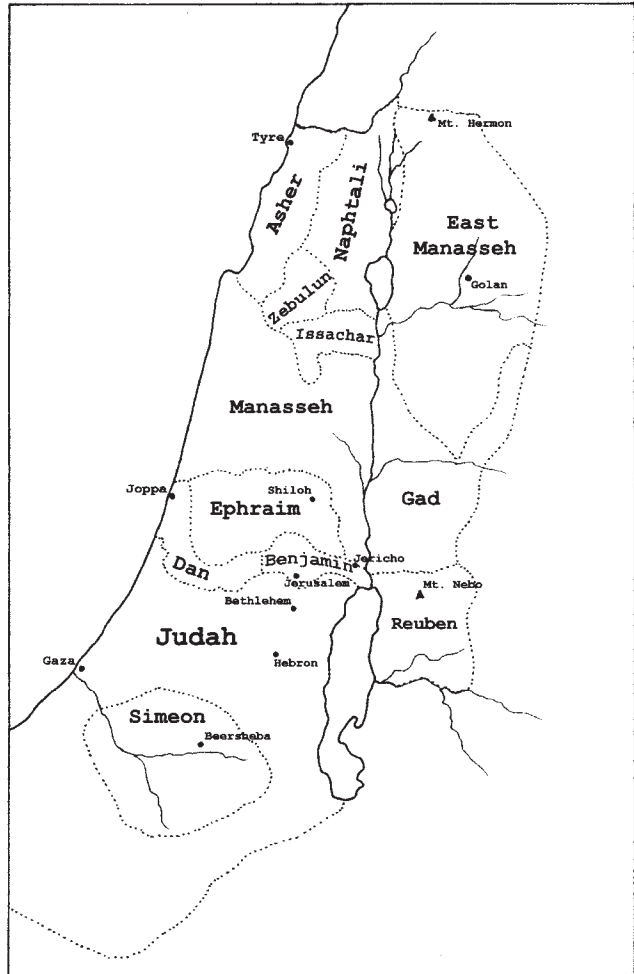 Mt. Hermon
Tyre
Asher
Naphtali
East
Manasseh
Golan
Zebulun
Issachar
Manasseh
Joppa
Shiloh
Ephraim
Gad
Dan
Benjamin
Jericho
Jerusalem
Mt. Nebo
Bethlehem
Reuben
Judah
Hebron
Gaza
Simeon
Beersheba